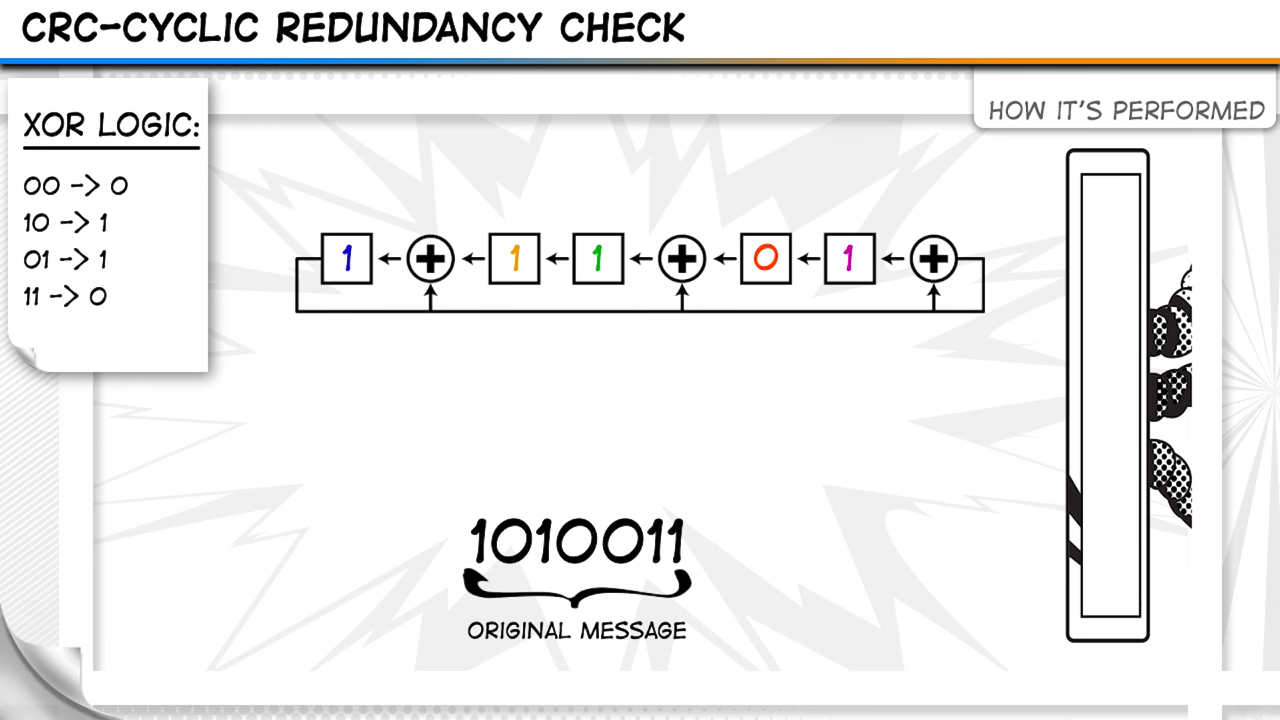 CRC-CYCLIC REDUNDANCY CHECK
HOW IT'S PERFORMED
XOR LOGIC:
00 -> 0
10 -> 1
01 -> 1
11 -> 0
1 ← + ← 1 ← 1 ← + ← 0 ← 1 ← +
1010011
ORIGINAL MESSAGE